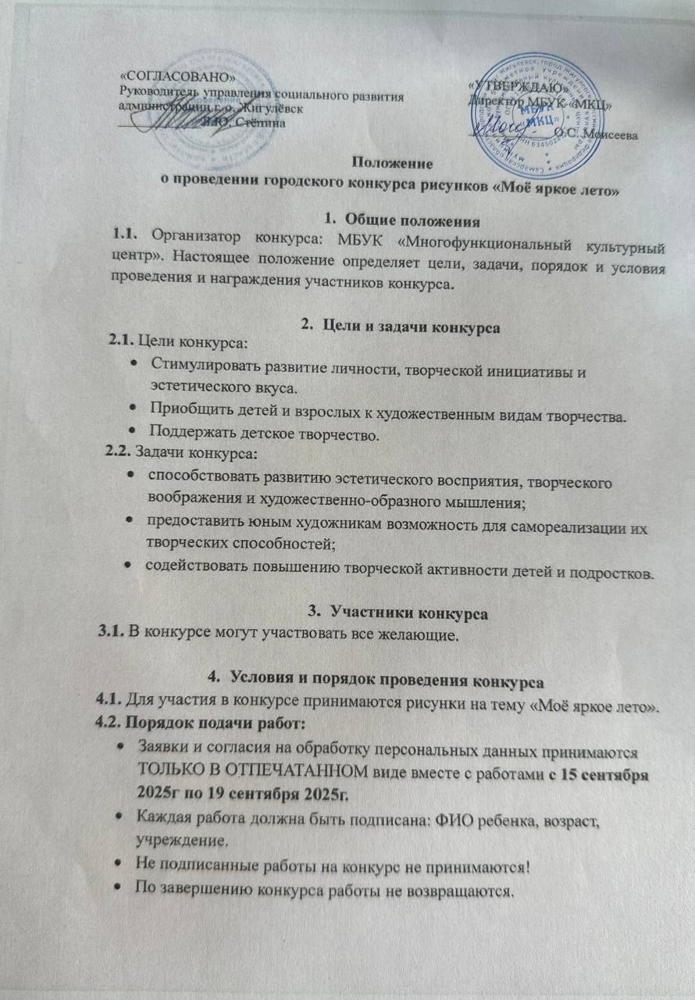 «СОГЛАСОВАНО»
Руководитель управления социального развития
администрации г. о. Жигулёвск
Стёпина
«УТВЕРЖДАЮ»
Директор МБУК «МКЦ»
О.С. Моисеева
МБУК
«МКЦ»
Положение
о проведении городского конкурса рисунков «Моё яркое лето»
1. Общие положения
1.1. Организатор конкурса: МБУК «Многофункциональный культурный
центр». Настоящее положение определяет цели, задачи, порядок и условия
проведения и награждения участников конкурса.
2. Цели и задачи конкурса
2.1. Цели конкурса:
• Стимулировать развитие личности, творческой инициативы и
эстетического вкуса.
• Приобщить детей и взрослых к художественным видам творчества.
• Поддержать детское творчество.
2.2. Задачи конкурса:
• способствовать развитию эстетического восприятия, творческого
воображения и художественно-образного мышления;
• предоставить юным художникам возможность для самореализации их
творческих способностей;
• содействовать повышению творческой активности детей и подростков.
3. Участники конкурса
3.1. В конкурсе могут участвовать все желающие.
4. Условия и порядок проведения конкурса
4.1. Для участия в конкурсе принимаются рисунки на тему «Моё яркое лето».
4.2. Порядок подачи работ:
• Заявки и согласия на обработку персональных данных принимаются
ТОЛЬКО В ОТПЕЧАТАННОМ виде вместе с работами с 15 сентября
2025г по 19 сентября 2025г.
• Каждая работа должна быть подписана: ФИО ребенка, возраст,
учреждение.
• Не подписанные работы на конкурс не принимаются!
• По завершению конкурса работы не возвращаются.